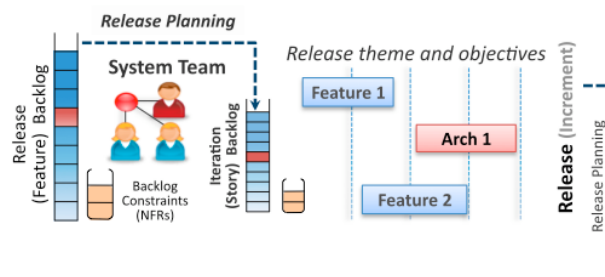 Release Planning
Release theme and objectives
System Team
Release
(Feature) Backlog
Backlog
Constraints
(NFRs)
Iteration
(Story) Backlog
Feature 1
Arch 1
Feature 2
Release (Increment)
Release Planning